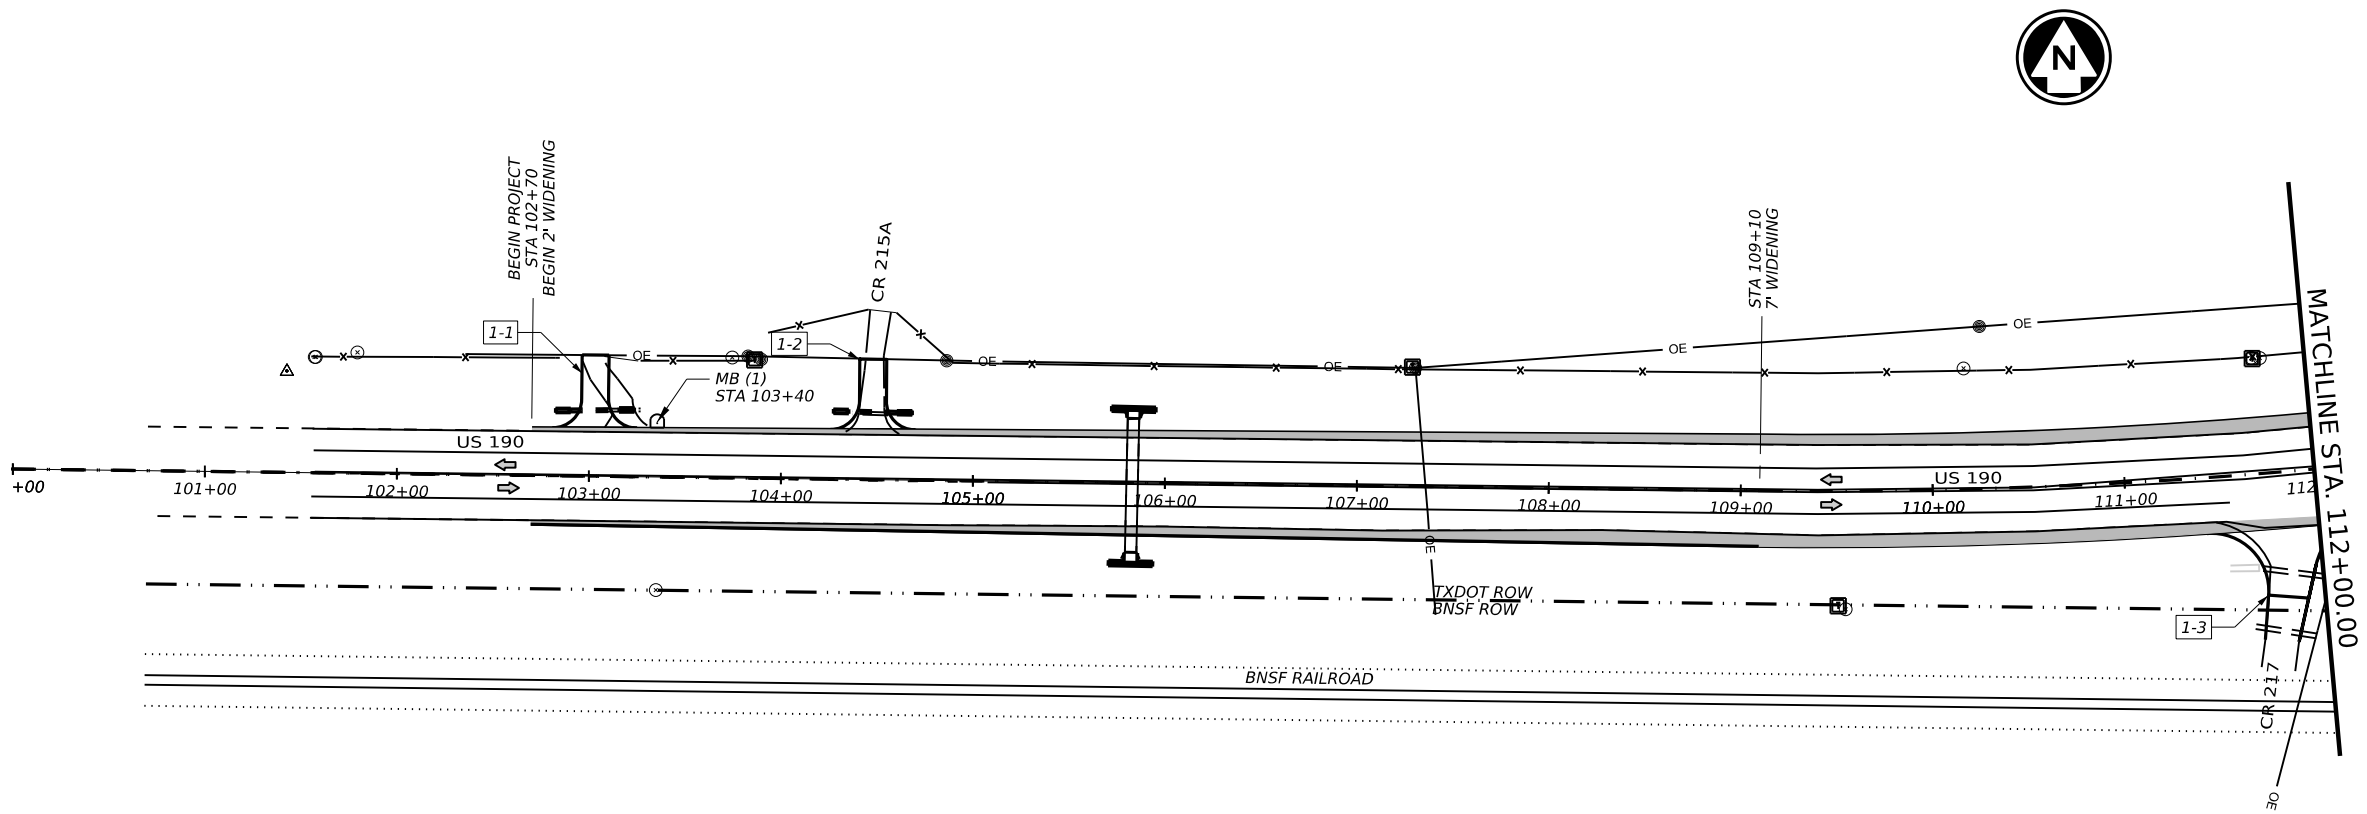 N
BEGIN PROJECT
STA 102+70
BEGIN 2' WIDENING
CR 215A
STA 109+10
7' WIDENING
MATCHLINE STA. 112+00.00
1-1
OE
1-2
OE
OE
OE
OE
MB (1)
STA 103+40
US 190
US 190
+00
101+00
102+00
103+00
104+00
105+00
106+00
107+00
108+00
109+00
110+00
111+00
112
OE
TXDOT ROW
BNSF ROW
1-3
BNSF RAILROAD
CR 217
OE